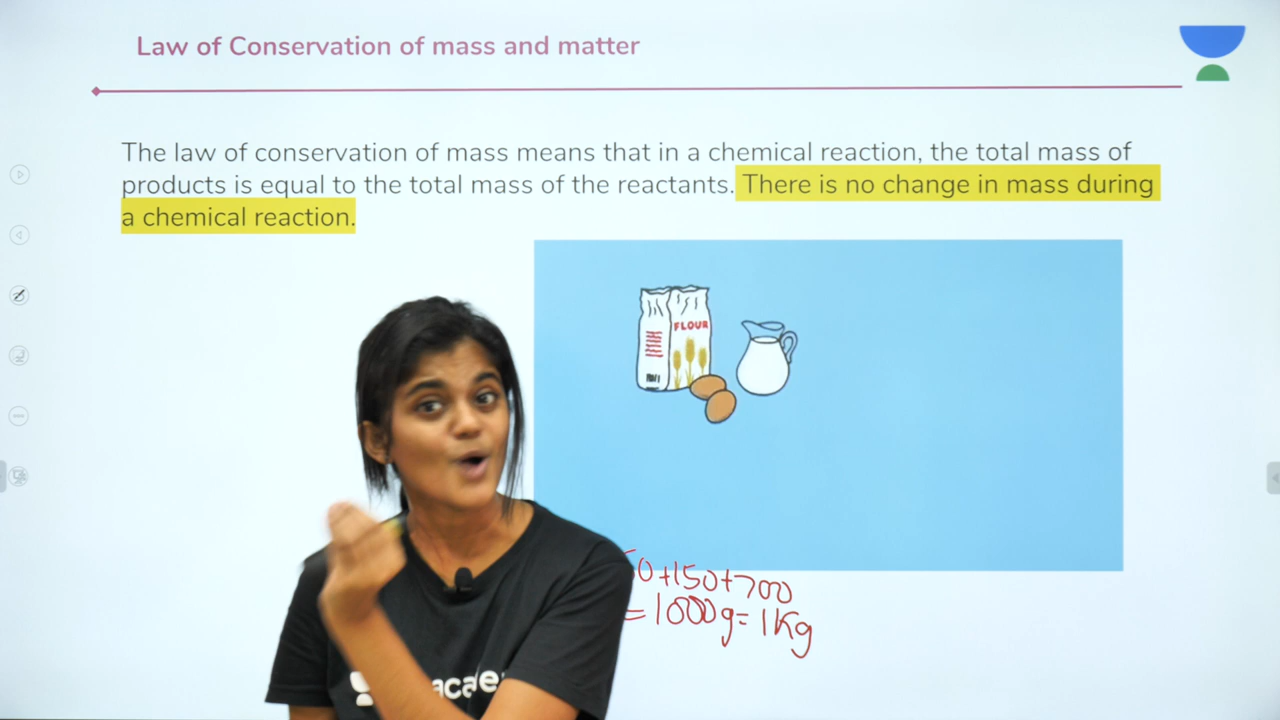 Law of Conservation of mass and matter
The law of conservation of mass means that in a chemical reaction, the total mass of
products is equal to the total mass of the reactants. There is no change in mass during
a chemical reaction.
FLOUR
50+150+700
= 1000g = 1Kg